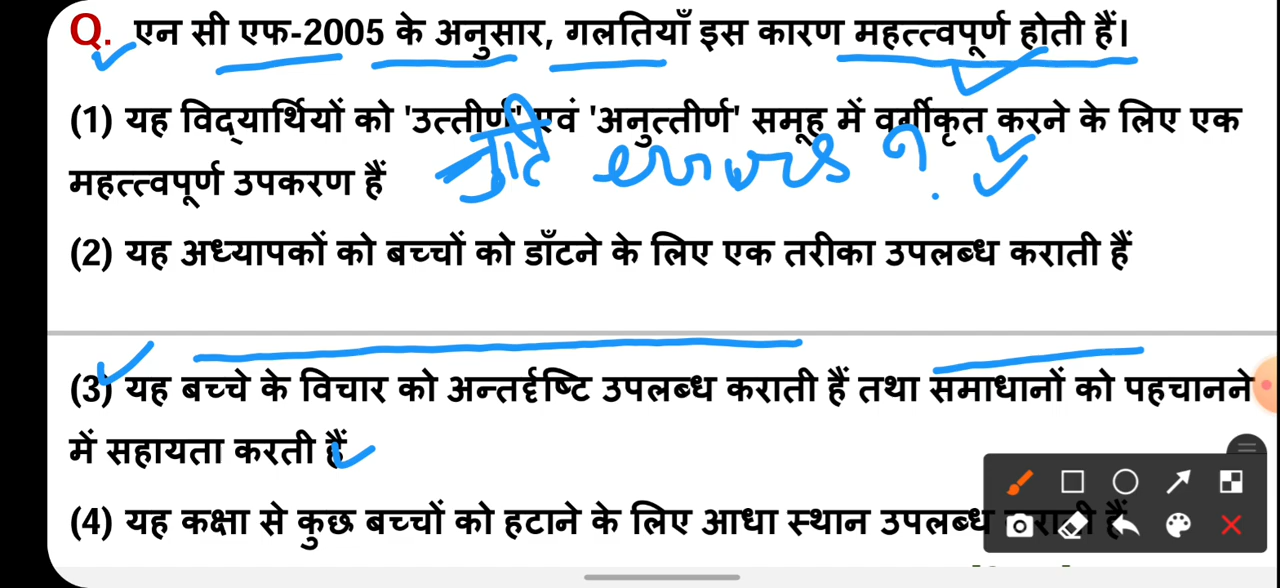 Q. एन सी एफ-2005 के अनुसार, गलतियाँ इस कारण महत्त्वपूर्ण होती हैं।
(1) यह विद्यार्थियों को 'उत्तीर्ण' एवं 'अनुत्तीर्ण' समूह में वर्गीकृत करने के लिए एक
errors ?
महत्त्वपूर्ण उपकरण हैं
(2) यह अध्यापकों को बच्चों को डाँटने के लिए एक तरीका उपलब्ध कराती हैं
(3) यह बच्चे के विचार को अन्तर्दृष्टि उपलब्ध कराती हैं तथा समाधानों को पहचानने
में सहायता करती हैं
(4) यह कक्षा से कुछ बच्चों को हटाने के लिए आधा स्थान उपलब्ध कराती हैं